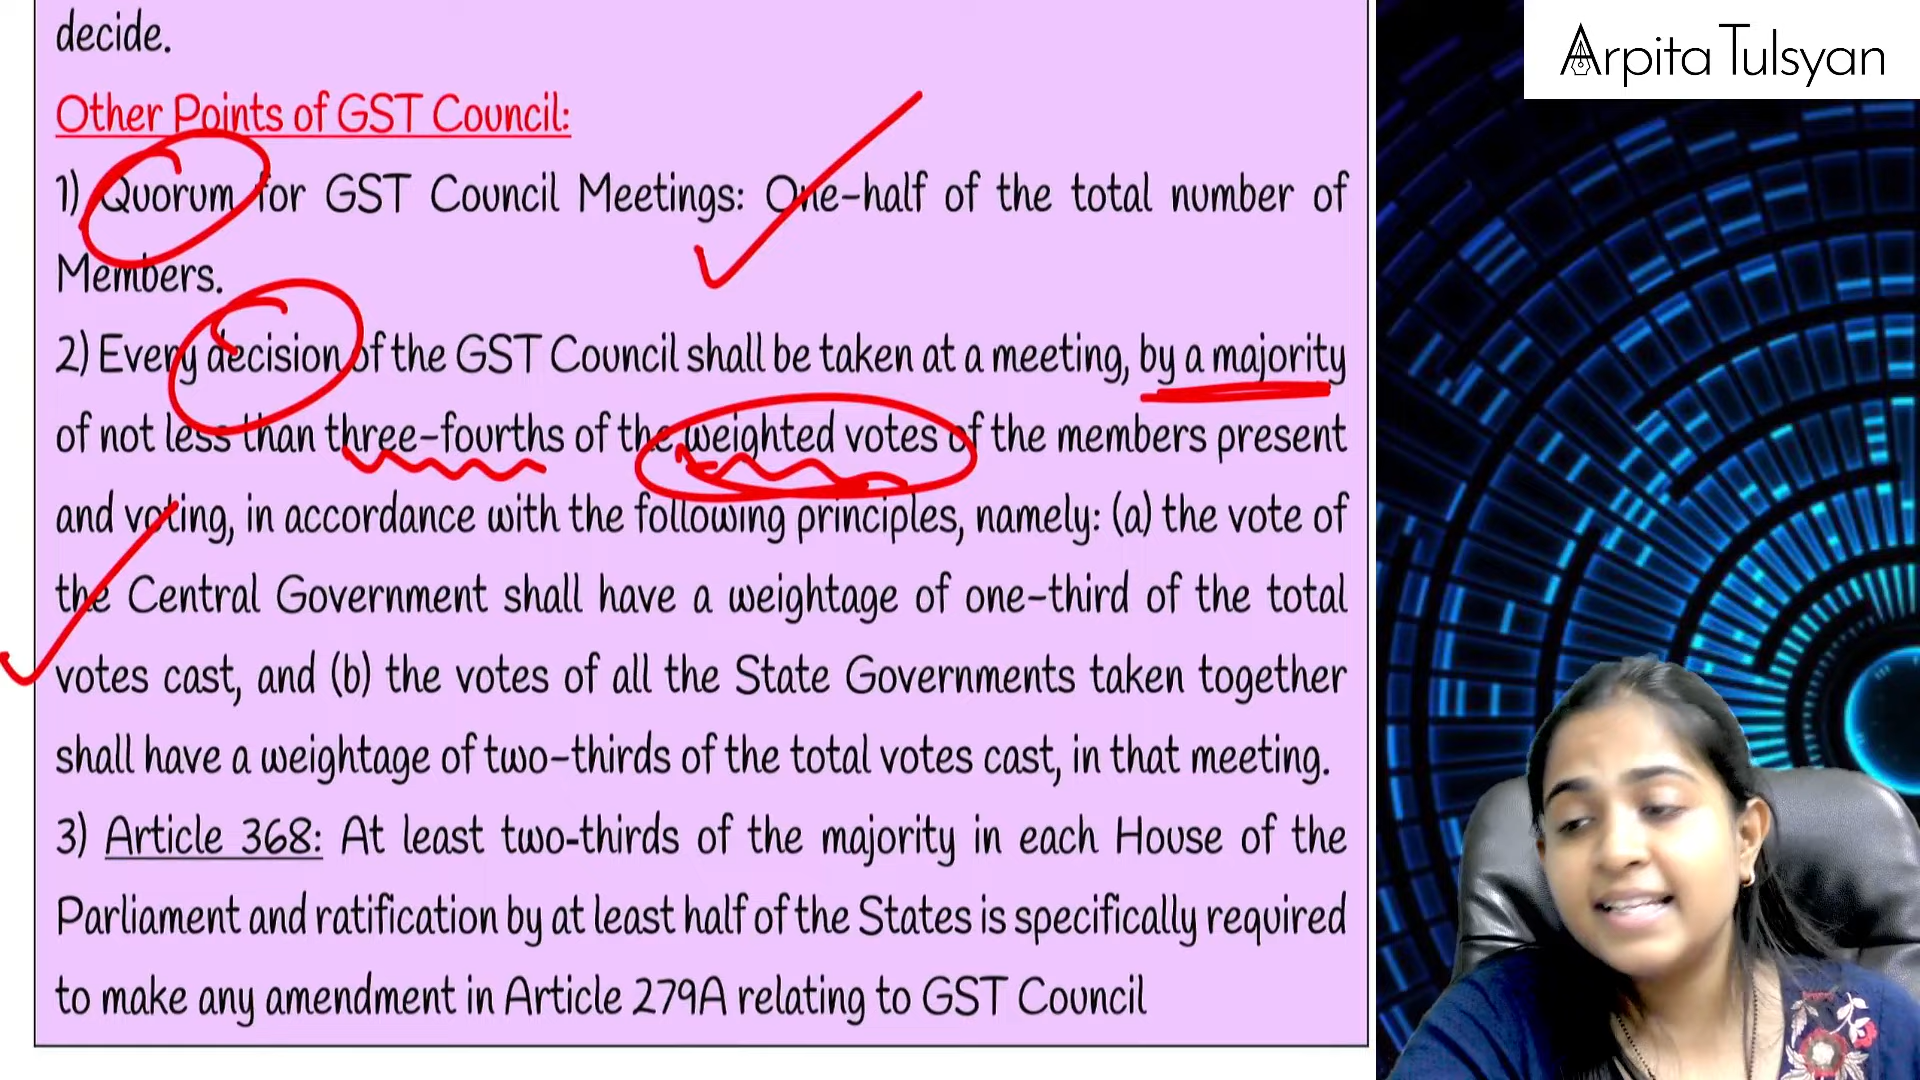 decide.
Arpita Tulsyan
Other Points of GST Council:
1) Quorum for GST Council Meetings: One-half of the total number of
Members.
2) Every decision of the GST Council shall be taken at a meeting, by a majority
of not less than three-fourths of the weighted votes of the members present
and voting, in accordance with the following principles, namely: (a) the vote of
the Central Government shall have a weightage of one-third of the total
votes cast, and (b) the votes of all the State Governments taken together
shall have a weightage of two-thirds of the total votes cast, in that meeting.
3) Article 368: At least two-thirds of the majority in each House of the
Parliament and ratification by at least half of the States is specifically required
to make any amendment in Article 279A relating to GST Council